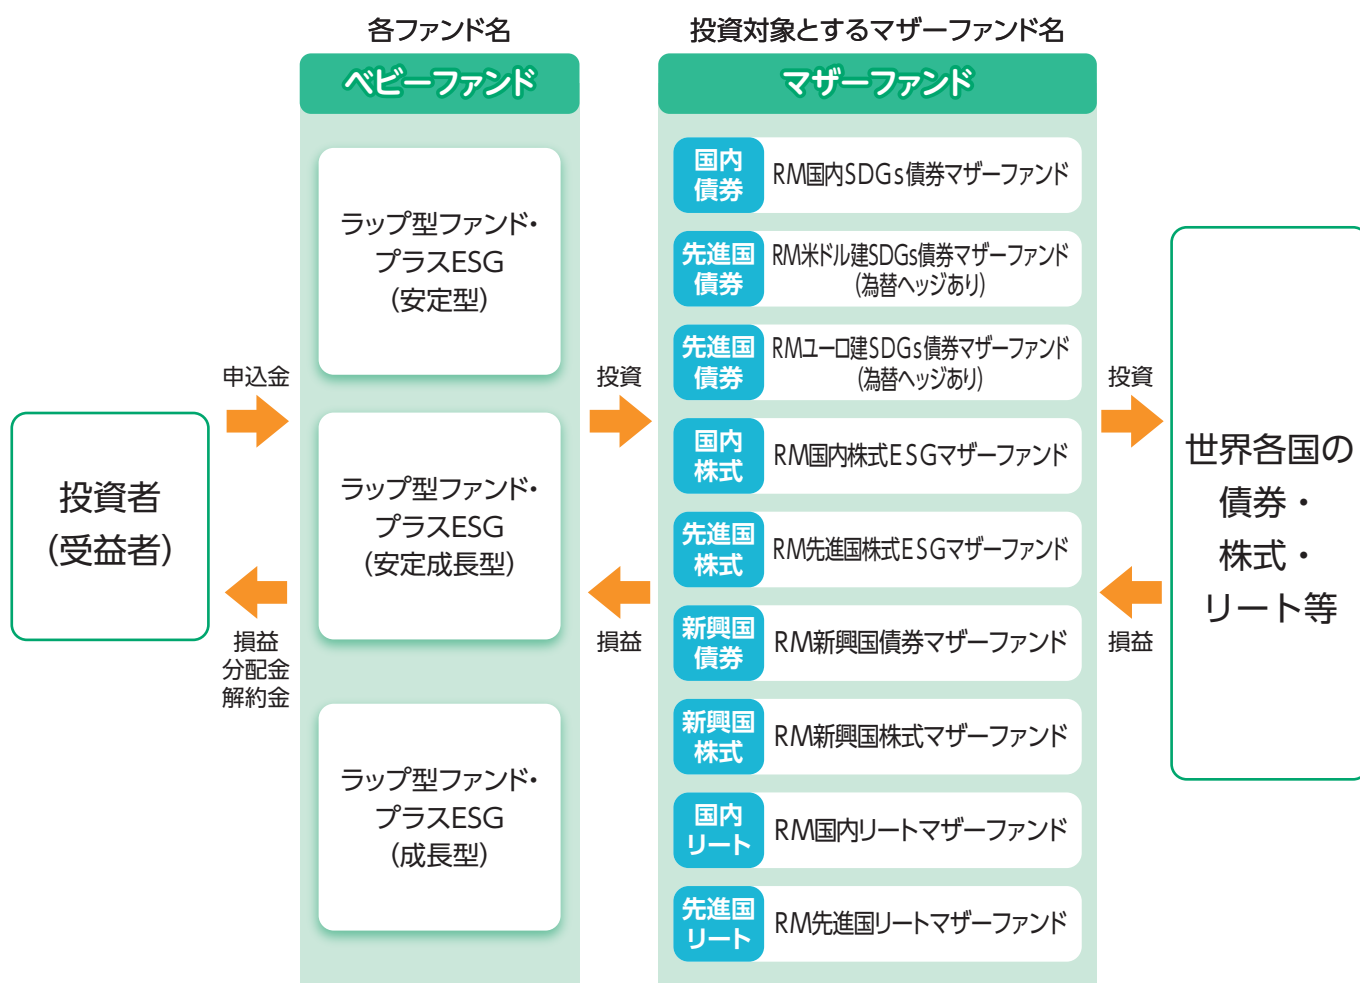 各ファンド名
投資対象とするマザーファンド名
ベビーファンド
マザーファンド
投資者
(受益者)
申込金
損益
分配金
解約金
ラップ型ファンド・
プラスESG
(安定型)
ラップ型ファンド・
プラスESG
(安定成長型)
ラップ型ファンド・
プラスESG
(成長型)
投資
損益
国内
債券
RM国内SDGs債券マザーファンド
先進国
債券
RM米ドル建SDGs債券マザーファンド
(為替ヘッジあり)
先進国
債券
RMユーロ建SDGs債券マザーファンド
(為替ヘッジあり)
国内
株式
RM国内株式ESGマザーファンド
先進国
株式
RM先進国株式ESGマザーファンド
新興国
債券
RM新興国債券マザーファンド
新興国
株式
RM新興国株式マザーファンド
国内
リート
RM国内リートマザーファンド
先進国
リート
RM先進国リートマザーファンド
投資
損益
世界各国の
債券・
株式・
リート等